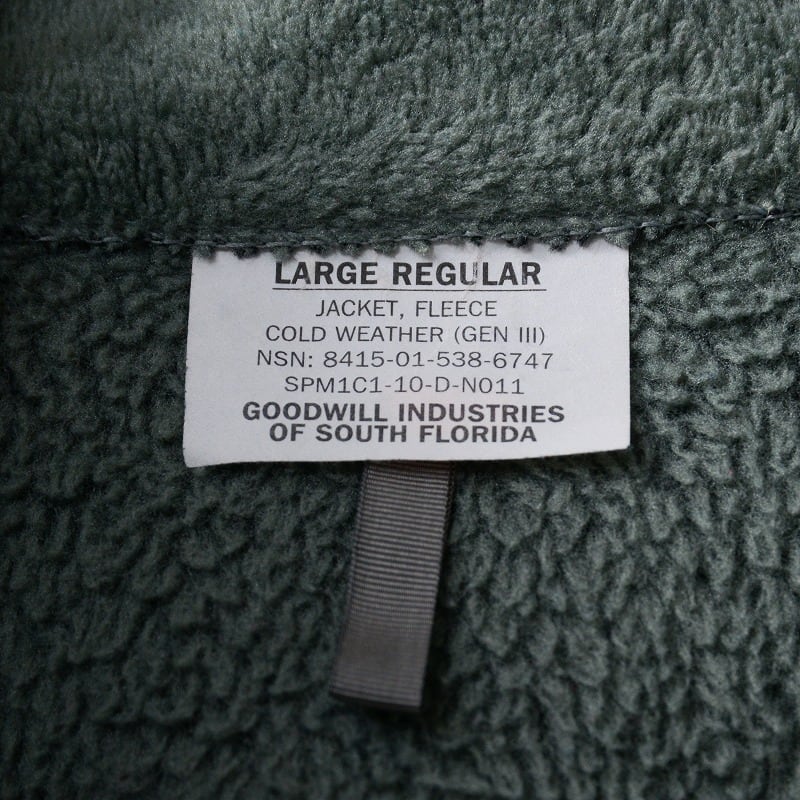 LARGE REGULAR
JACKET, FLEECE
COLD WEATHER (GEN III)
NSN: 8415-01-538-6747
SPM1C1-10-D-N011
GOODWILL INDUSTRIES
OF SOUTH FLORIDA